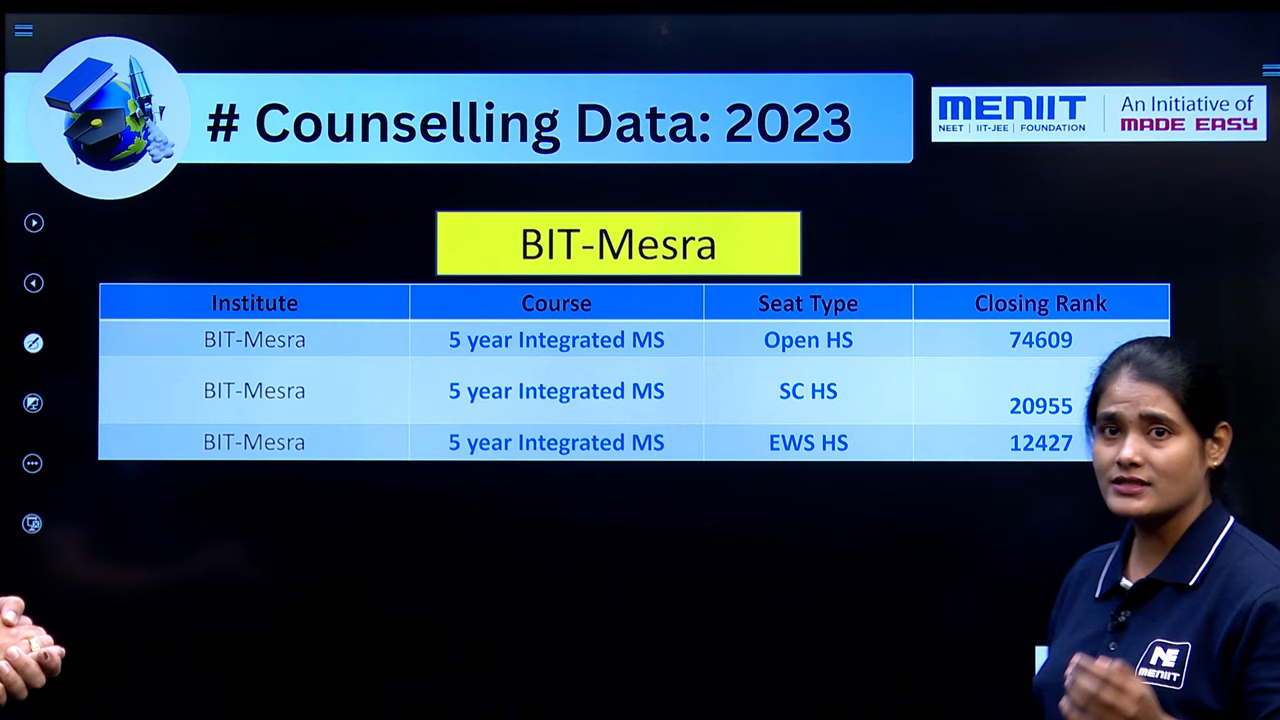 # Counselling Data: 2023
MENIIT
NEET | IIT-JEE | FOUNDATION
An Initiative of
MADE EASY
BIT-Mesra
Institute Course Seat Type Closing Rank
BIT-Mesra 5 year Integrated MS Open HS 74609
BIT-Mesra 5 year Integrated MS SC HS 20955
BIT-Mesra 5 year Integrated MS EWS HS 12427
NE
MENIIT